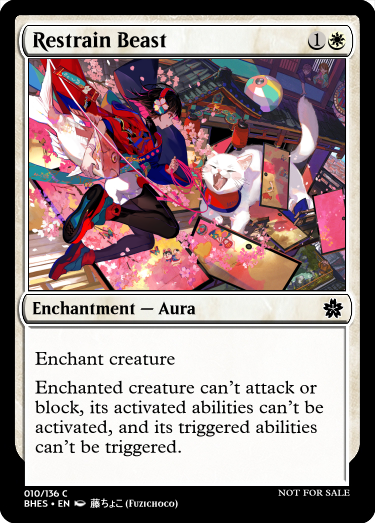 Restrain Beast 1
Enchantment — Aura
Enchant creature
Enchanted creature can't attack or
block, its activated abilities can't be
activated, and its triggered abilities
can't be triggered.
010/136 C
NOT FOR SALE
BHES • EN 藤ちょこ (Fuzichoco)